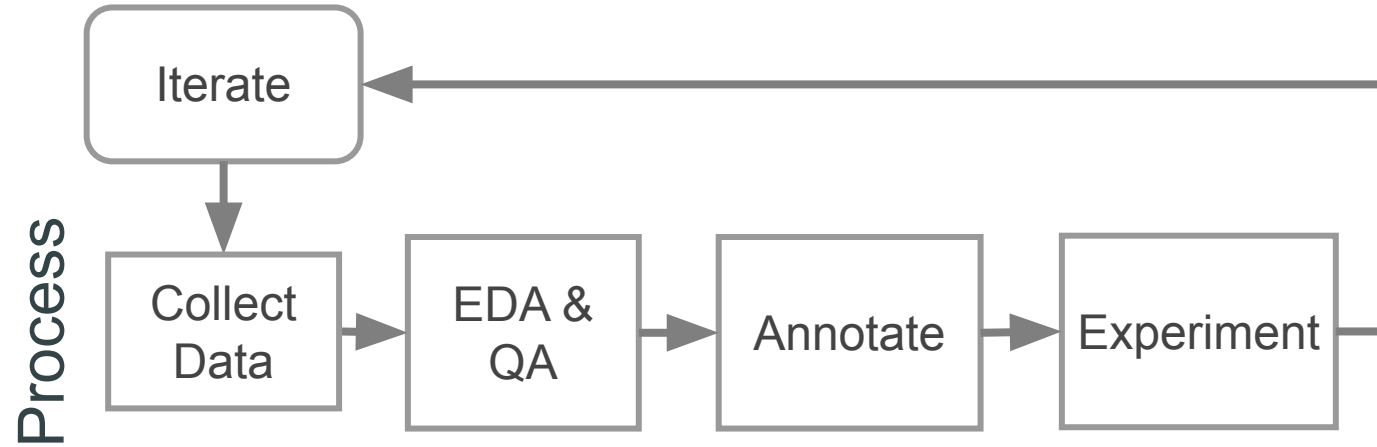 Iterate
Process
Collect
Data
EDA &
QA
Annotate
Experiment